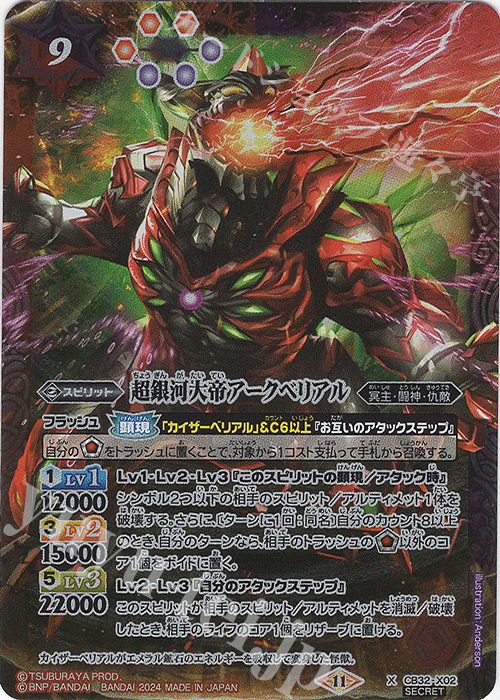 9
超銀河大帝アークベリアル
ちょうぎんがたいてい
スピリット
冥主・闘神・仇敵
フラッシュ 顕現 「カイザーベリアル」&C6以上『お互いのアタックステップ』
自分の をトラッシュに置くことで、対象から1コスト支払って手札から召喚する。
1 LV1 12000
3 LV2 15000
5 LV3 22000
Lv1・Lv2・Lv3『このスピリットの顕現/アタック時』
シンボル2つ以下の相手のスピリット/アルティメット1体を
破壊する。さらに、『ターンに1回:同名』自分のカウント8以上
のとき、自分のターンなら、相手のトラッシュの 以外のコ
ア1個をボイドに置く。
Lv2・Lv3『自分のアタックステップ』
このスピリットが相手のスピリット/アルティメットを消滅/破壊
したとき、相手のライフのコア1個をリザーブに置ける。
カイザーベリアルがエメラル鉱石のエネルギーを吸収して変身した怪獣。
Illustration:Anderson
©TSUBURAYA PROD.
©BNP/BANDAI BANDAI 2024 MADE IN JAPAN
11
X CB32-X02
SECRET